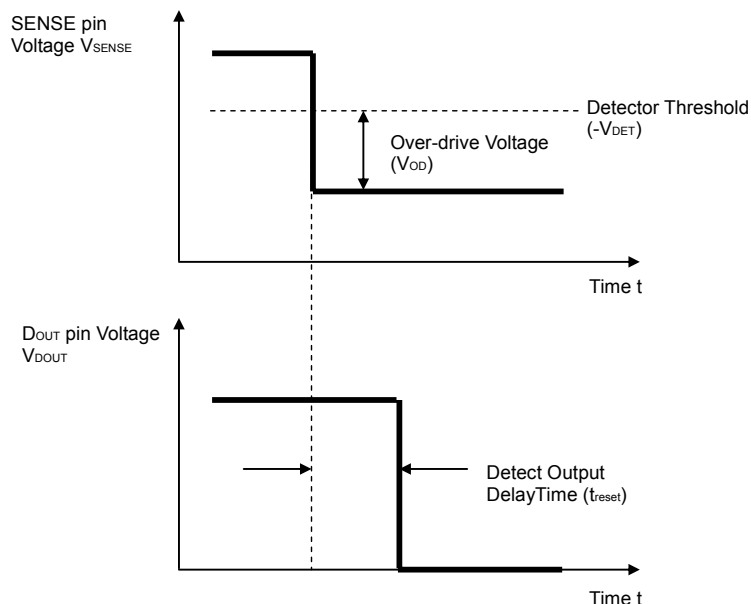 SENSE pin
Voltage VSENSE
Detector Threshold
(-VDET)
Over-drive Voltage
(VOD)
Time t
DOUT pin Voltage
VDOUT
Detect Output
DelayTime (treset)
Time t